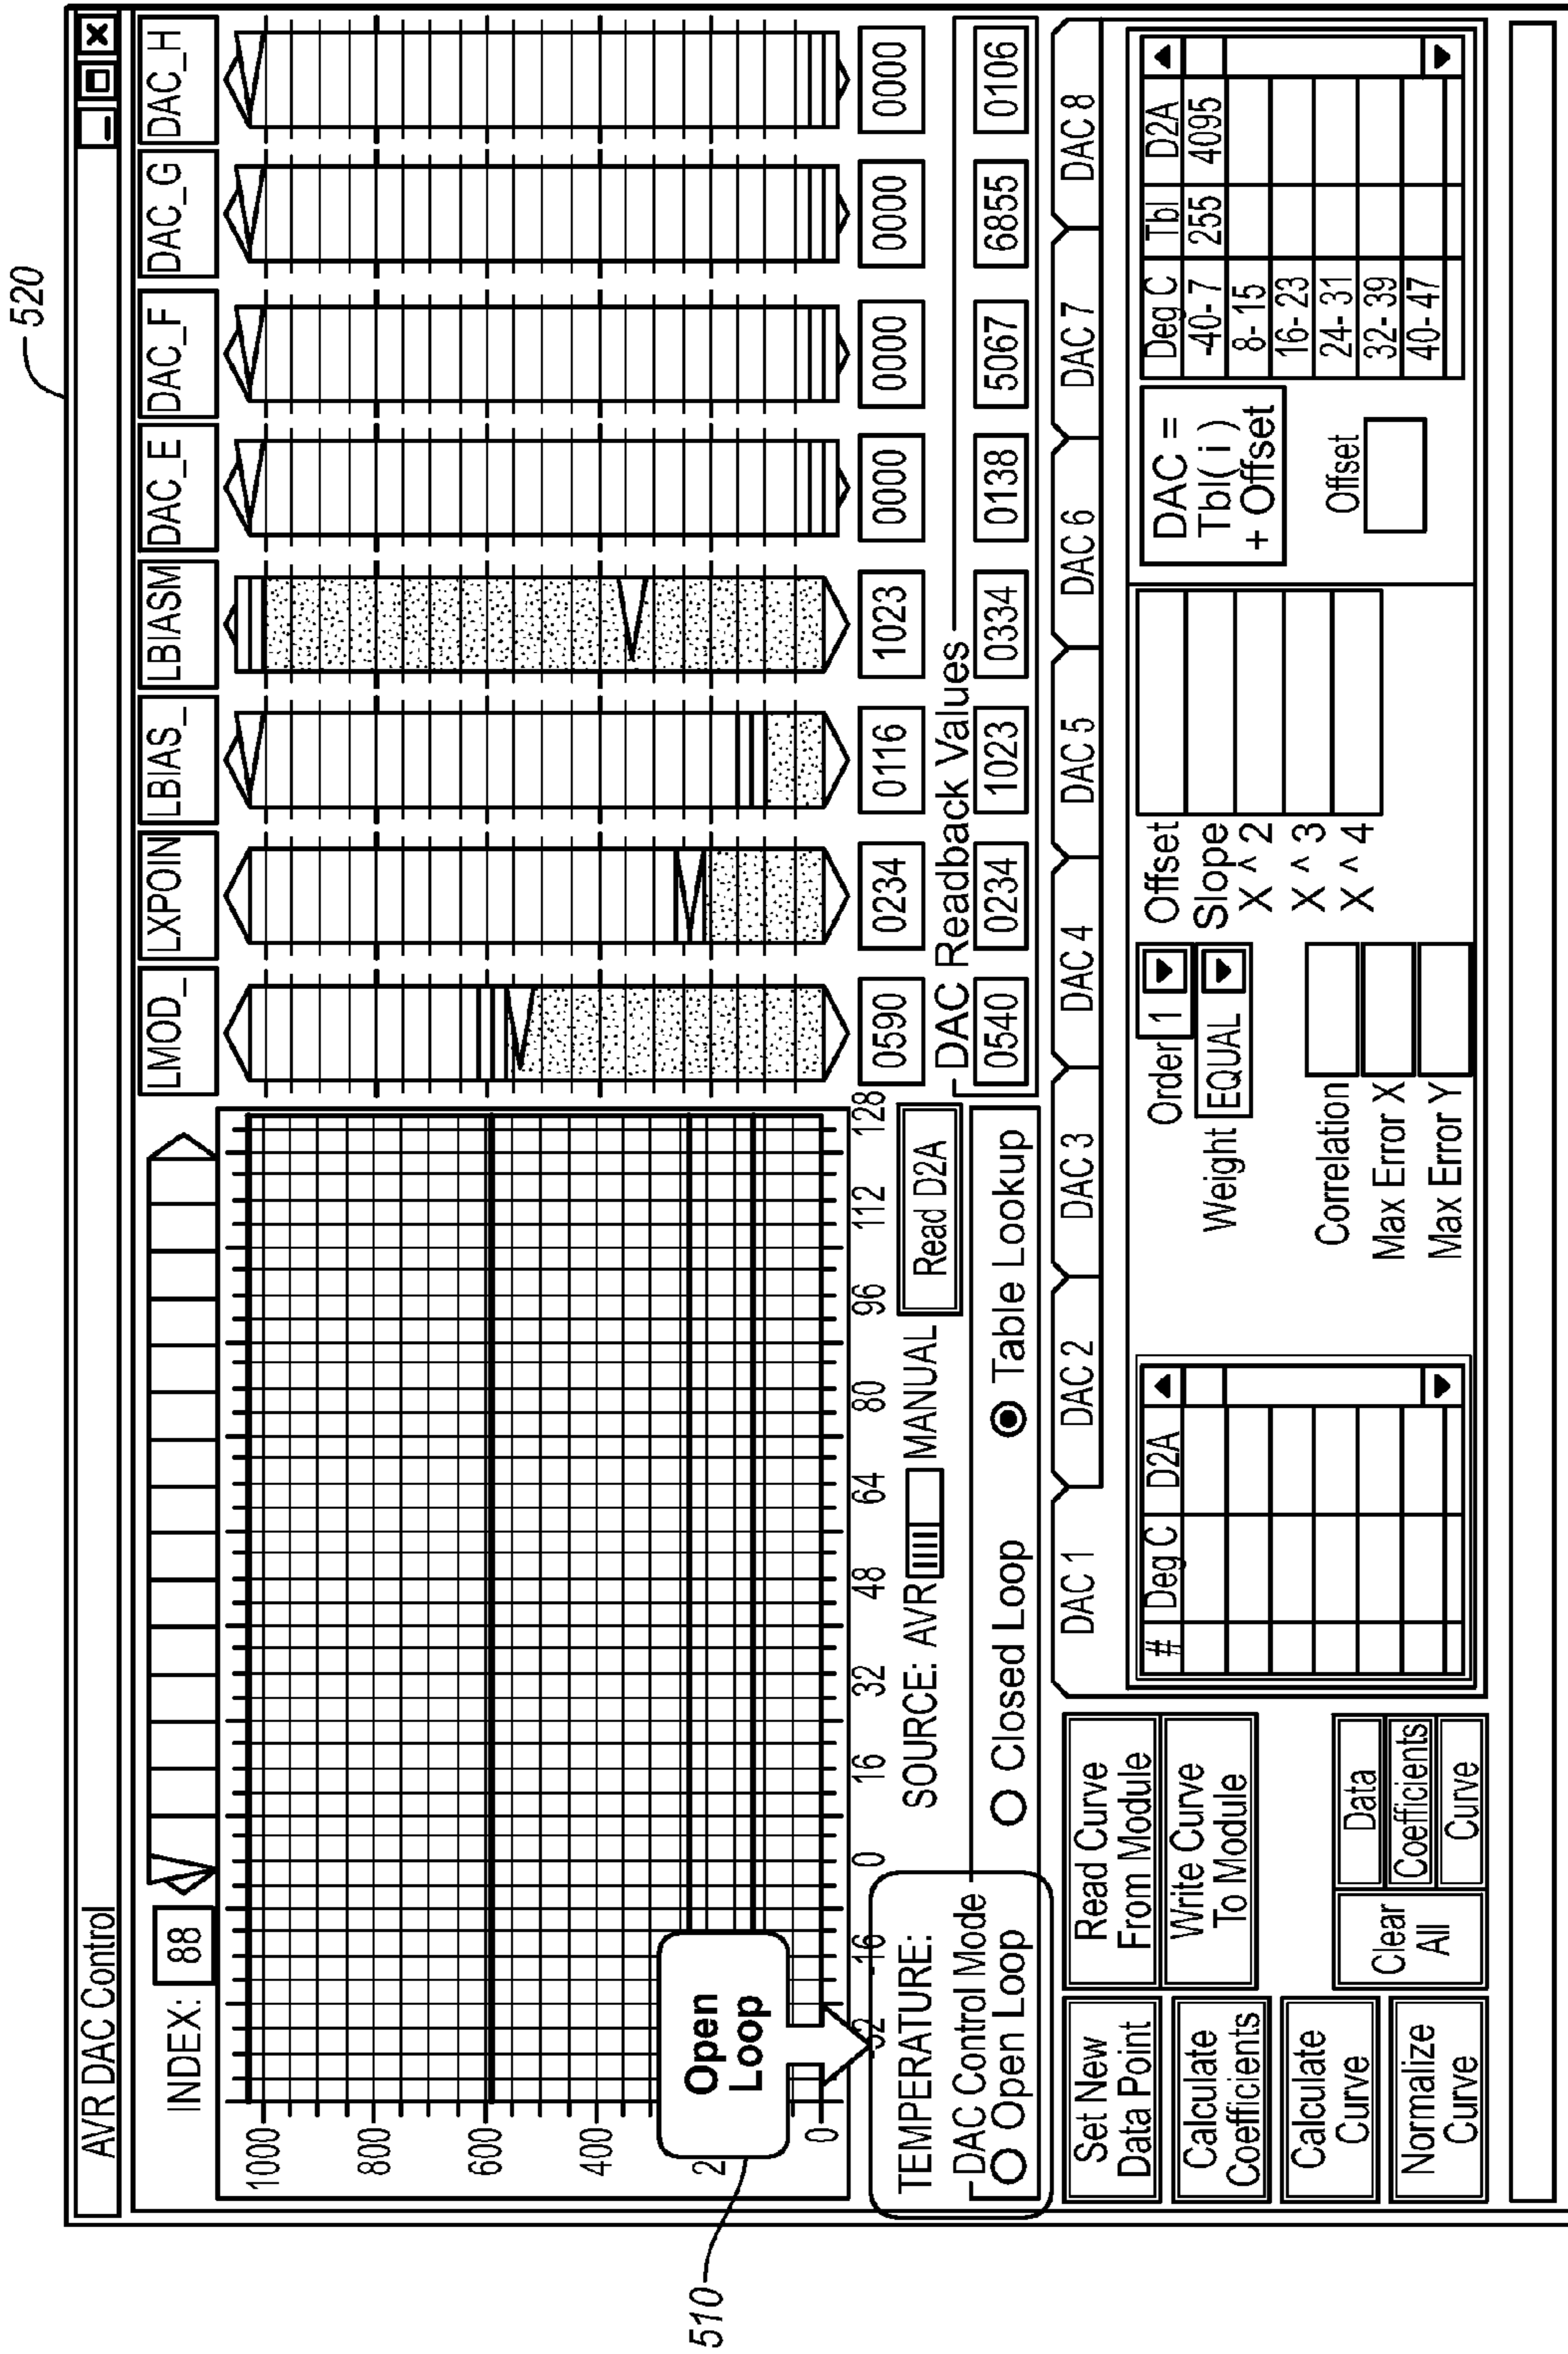 520
AVR DAC Control
INDEX: 88
LMOD_ LXPOIN LBIAS_ LBIASM DAC_E DAC_F DAC_G DAC_H
1000
800
600
400
2
0
-16 0 16 32 48 64 80 96 112 128
Open
Loop
510
0590 0234 0116 1023 0000 0000 0000 0000
TEMPERATURE: SOURCE: AVR MANUAL Read D2A
DAC Readback Values
0540 0234 1023 0334 0138 5067 6855 0106
DAC Control Mode
Open Loop Closed Loop Table Lookup
DAC 1 DAC 2 DAC 3 DAC 4 DAC 5 DAC 6 DAC 7 DAC 8
Set New
Data Point
Read Curve
From Module
Calculate
Coefficients
Write Curve
To Module
Calculate
Curve
Normalize
Curve
Clear
All
Data
Coefficients
Curve
# Deg C D2A
Order 1
Weight EQUAL
Correlation
Max Error X
Max Error Y
Offset
Slope
X ^ 2
X ^ 3
X ^ 4
DAC =
Tbl( i )
+ Offset
Offset
Deg C Tbl D2A
-40- 7 255 4095
8- 15
16- 23
24- 31
32- 39
40- 47